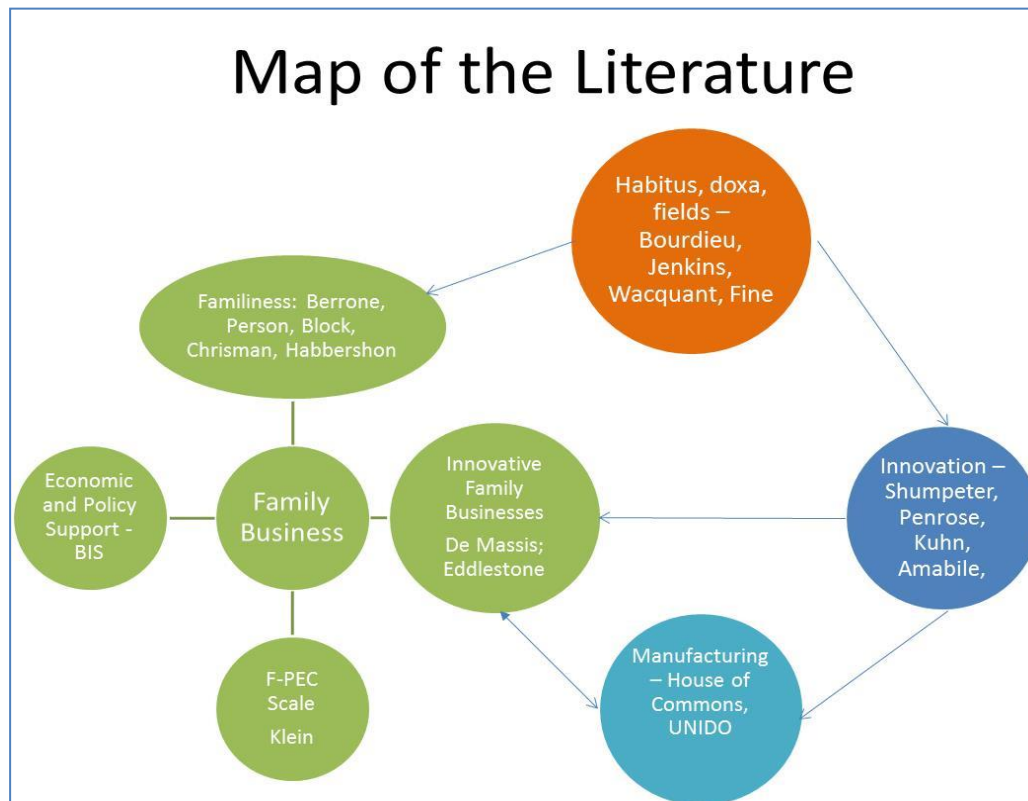 Map of the Literature
Habitus, doxa,
fields –
Bourdieu,
Jenkins,
Wacquant, Fine
Familiness: Berrone,
Person, Block,
Chrisman, Habbershon
Economic
and Policy
Support -
BIS
Family
Business
Innovative
Family
Businesses
De Massis;
Eddlestone
Innovation –
Shumpeter,
Penrose,
Kuhn,
Amabile,
F-PEC
Scale
Klein
Manufacturing
– House of
Commons,
UNIDO